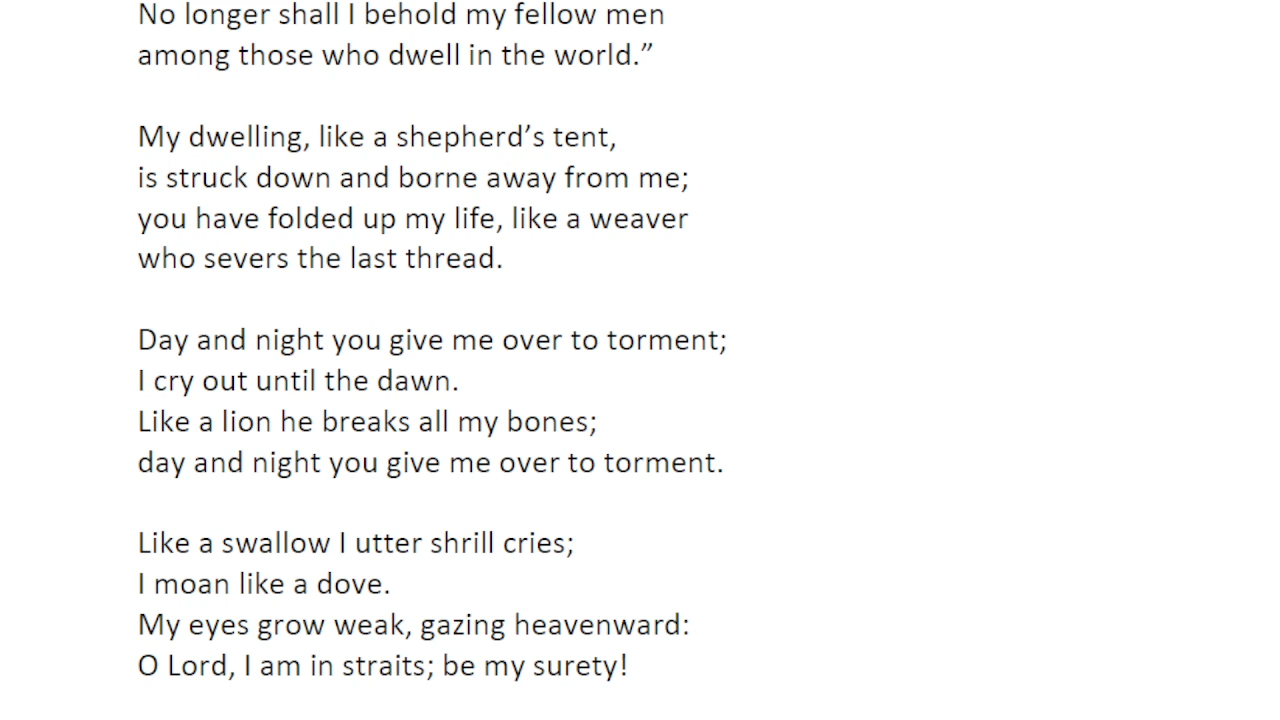 No longer shall I behold my fellow men
among those who dwell in the world.”
My dwelling, like a shepherd’s tent,
is struck down and borne away from me;
you have folded up my life, like a weaver
who severs the last thread.
Day and night you give me over to torment;
I cry out until the dawn.
Like a lion he breaks all my bones;
day and night you give me over to torment.
Like a swallow I utter shrill cries;
I moan like a dove.
My eyes grow weak, gazing heavenward:
O Lord, I am in straits; be my surety!